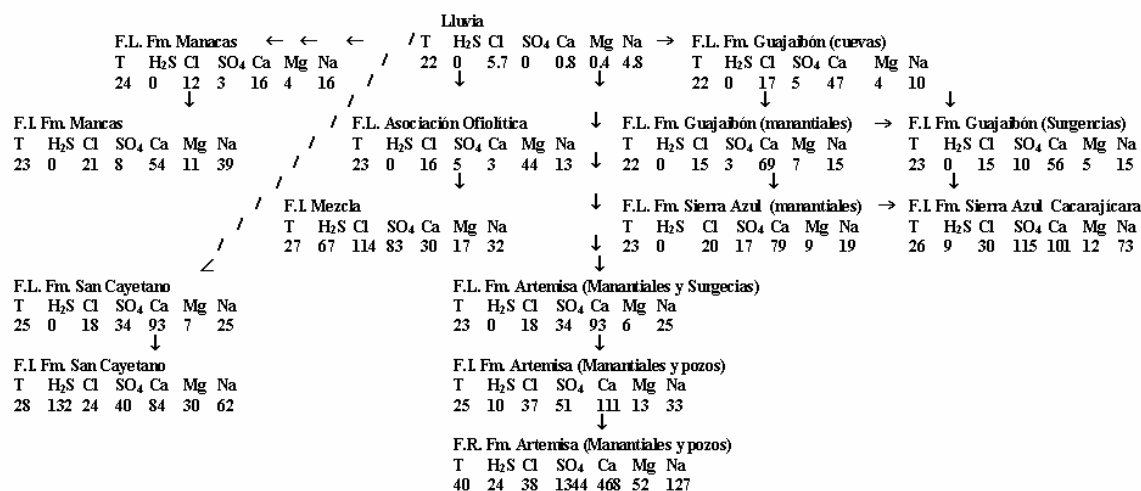 Lluvia
F.L. Fm. Manacas ← ← ← T H₂S Cl SO₄ Ca Mg Na → F.L. Fm. Guajaibón (cuevas)
T H₂S Cl SO₄ Ca Mg Na 22 0 5.7 0 0.8 0.4 4.8 T H₂S Cl SO₄ Ca Mg Na
24 0 12 3 16 4 16 22 0 17 5 47 4 10
F.I. Fm. Mancas F.L. Asociación Ofiolítica F.L. Fm. Guajaibón (manantiales) → F.I. Fm. Guajaibón (Surgencias)
T H₂S Cl SO₄ Ca Mg Na T H₂S Cl SO₄ Ca Mg Na T H₂S Cl SO₄ Ca Mg Na T H₂S Cl SO₄ Ca Mg Na
23 0 21 8 54 11 39 23 0 16 5 3 44 13 22 0 15 3 69 7 15 23 0 15 10 56 5 15
F.I. Mezcla F.L. Fm. Sierra Azul (manantiales) → F.I. Fm. Sierra Azul Cacarajícara
T H₂S Cl SO₄ Ca Mg Na T H₂S Cl SO₄ Ca Mg Na T H₂S Cl SO₄ Ca Mg Na
27 67 114 83 30 17 32 23 0 20 17 79 9 19 26 9 30 115 101 12 73
F.L. Fm. San Cayetano F.L. Fm. Artemisa (Manantiales y Surgecias)
T H₂S Cl SO₄ Ca Mg Na T H₂S Cl SO₄ Ca Mg Na
25 0 18 34 93 7 25 23 0 18 34 93 6 25
F.I. Fm. San Cayetano F.I. Fm. Artemisa (Manantiales y pozos)
T H₂S Cl SO₄ Ca Mg Na T H₂S Cl SO₄ Ca Mg Na
28 132 24 40 84 30 62 25 10 37 51 111 13 33
F.R. Fm. Artemisa (Manantiales y pozos)
T H₂S Cl SO₄ Ca Mg Na
40 24 38 1344 468 52 127